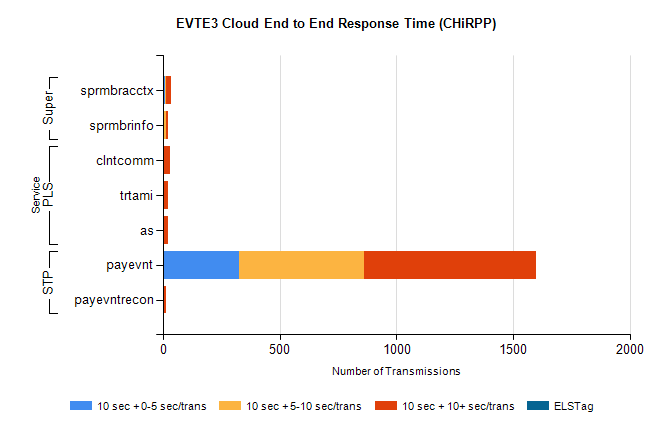 EVTE3 Cloud End to End Response Time (CHiRPP)
Service
Super
sprmbracctx
sprmbrinfo
PLS
clntcomm
trtami
as
STP
payevnt
payevntrecon
0 500 1000 1500 2000
Number of Transmissions
10 sec +0-5 sec/trans 10 sec +5-10 sec/trans 10 sec + 10+ sec/trans ELSTag